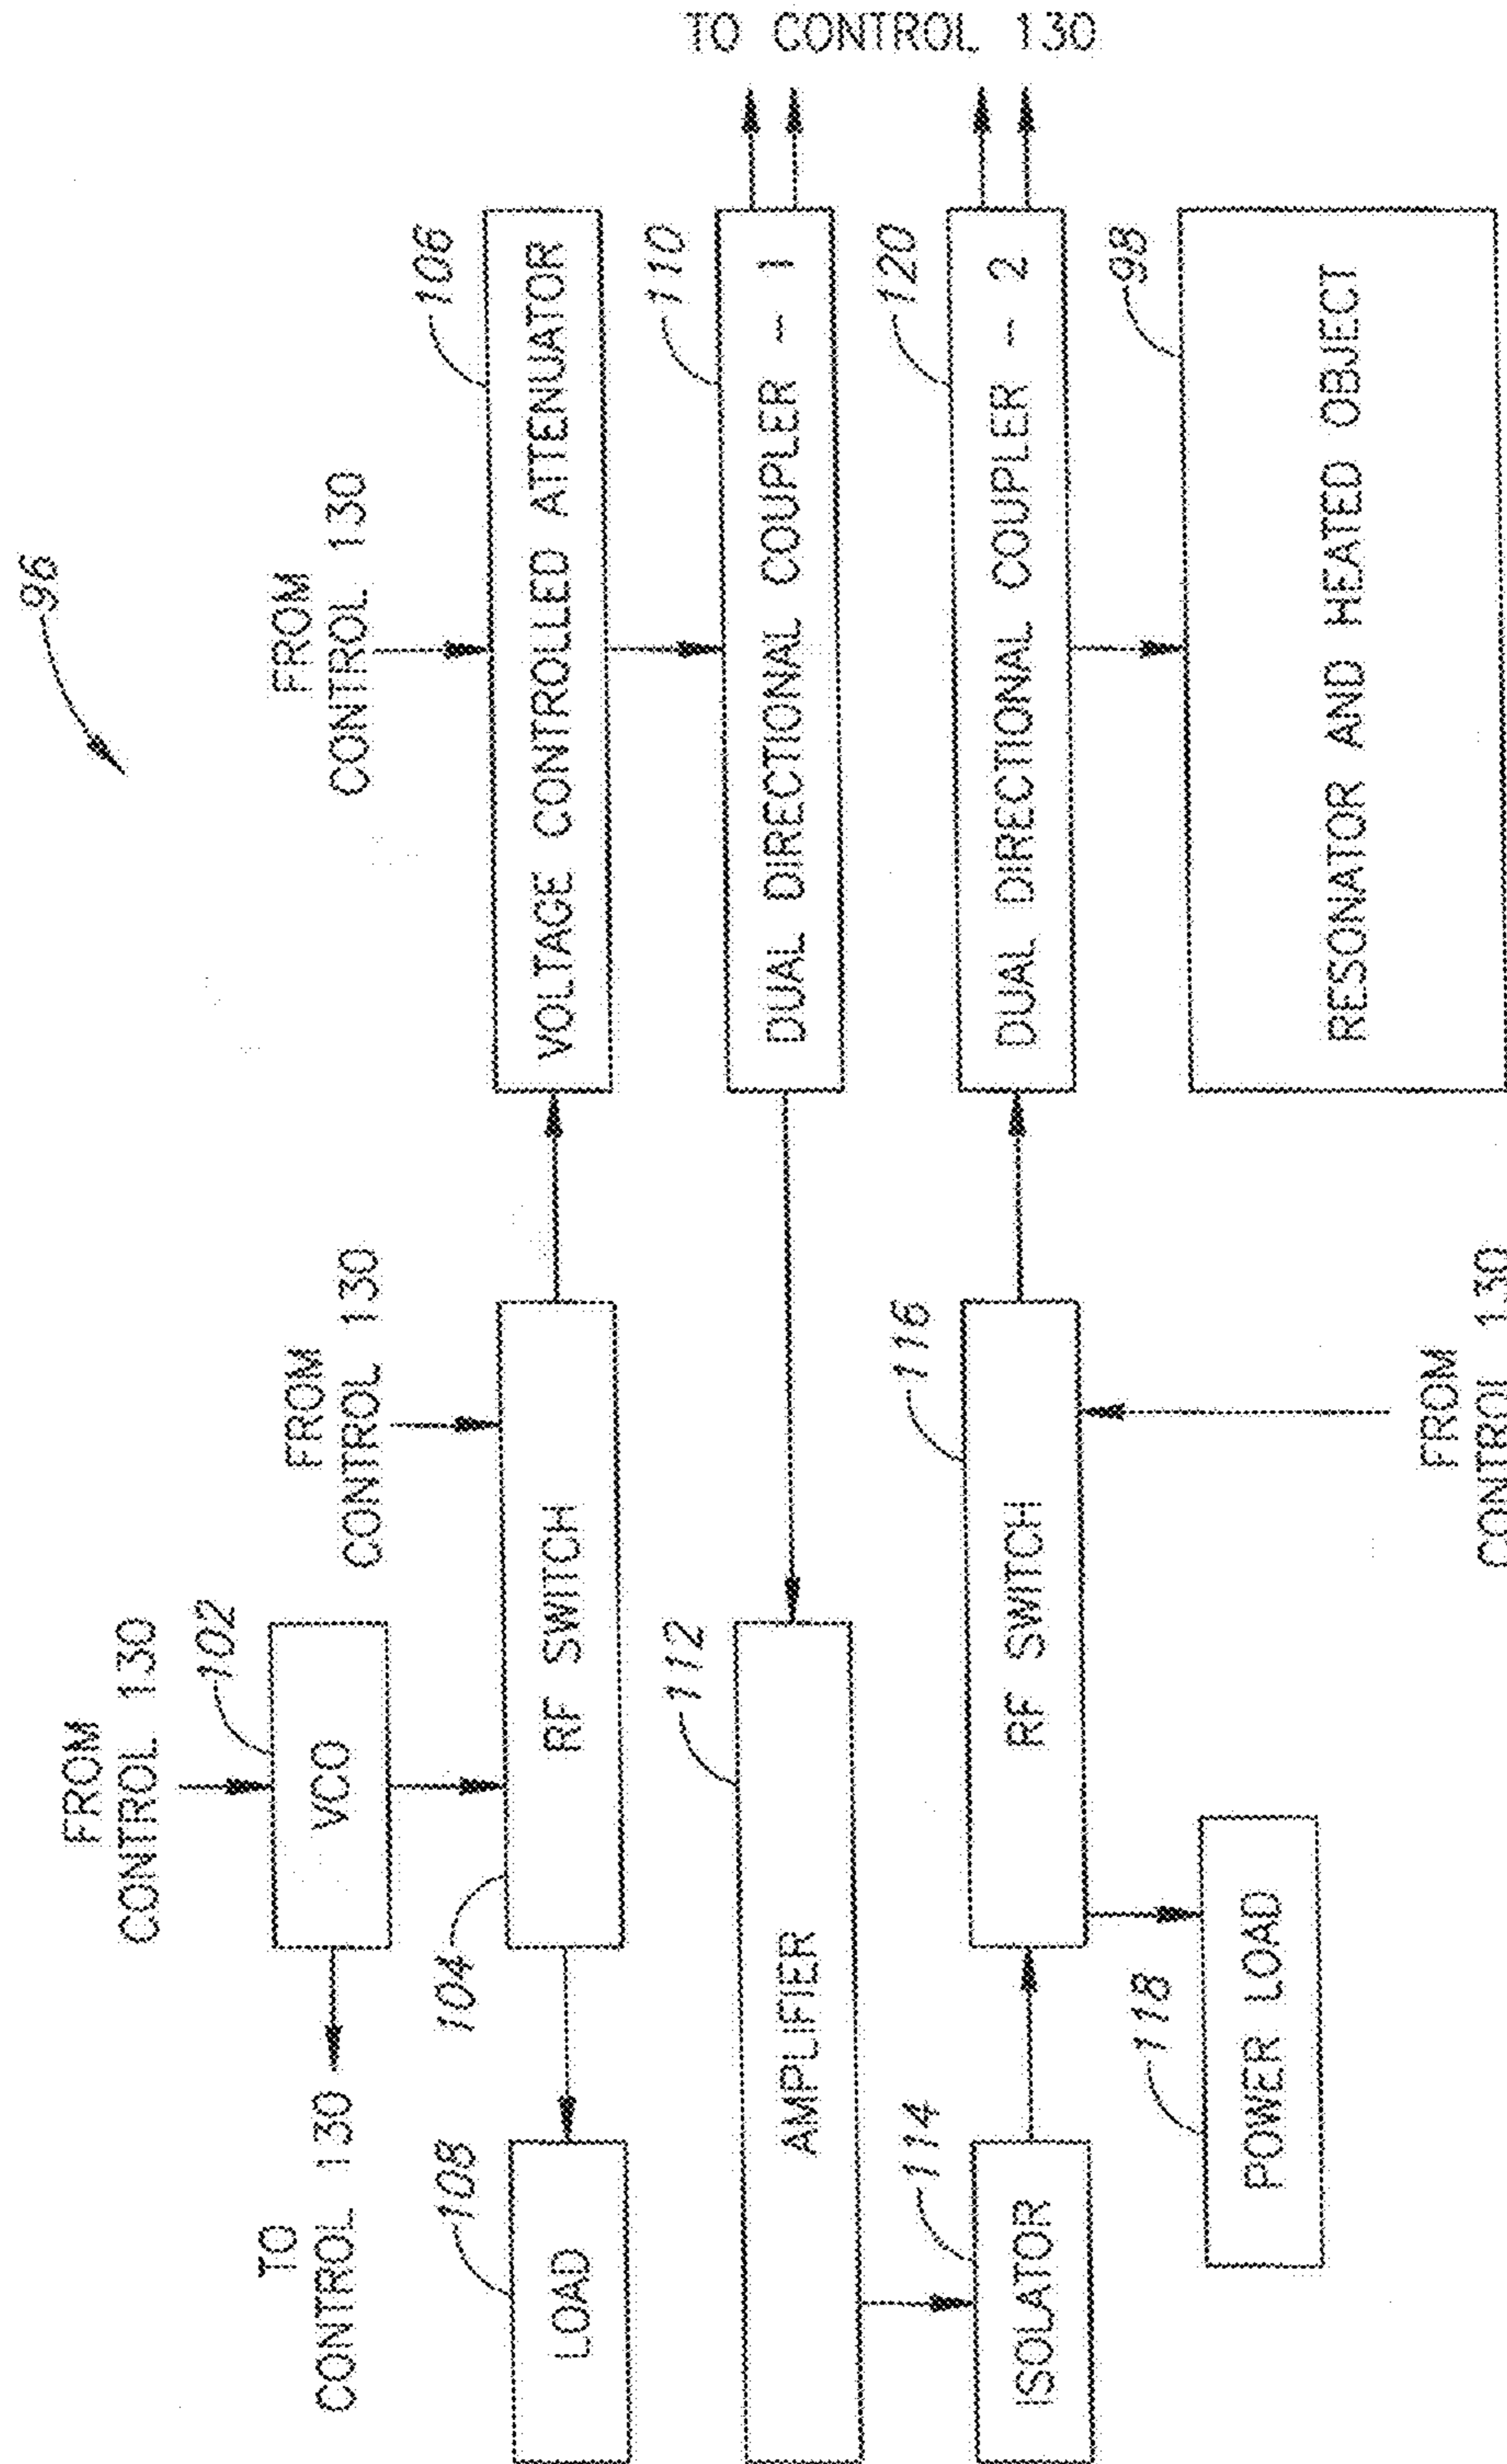 96
FROM
CONTROL 130
TO
CONTROL 130
102
VCO
FROM
CONTROL 130
FROM
CONTROL 130
108
LOAD
104
RF SWITCH
106
VOLTAGE CONTROLLED ATTENUATOR
112
AMPLIFIER
110
DUAL DIRECTIONAL COUPLER - 1
TO CONTROL 130
114
ISOLATOR
116
RF SWITCH
120
DUAL DIRECTIONAL COUPLER - 2
118
POWER LOAD
FROM
CONTROL 130
98
RESONATOR AND HEATED OBJECT